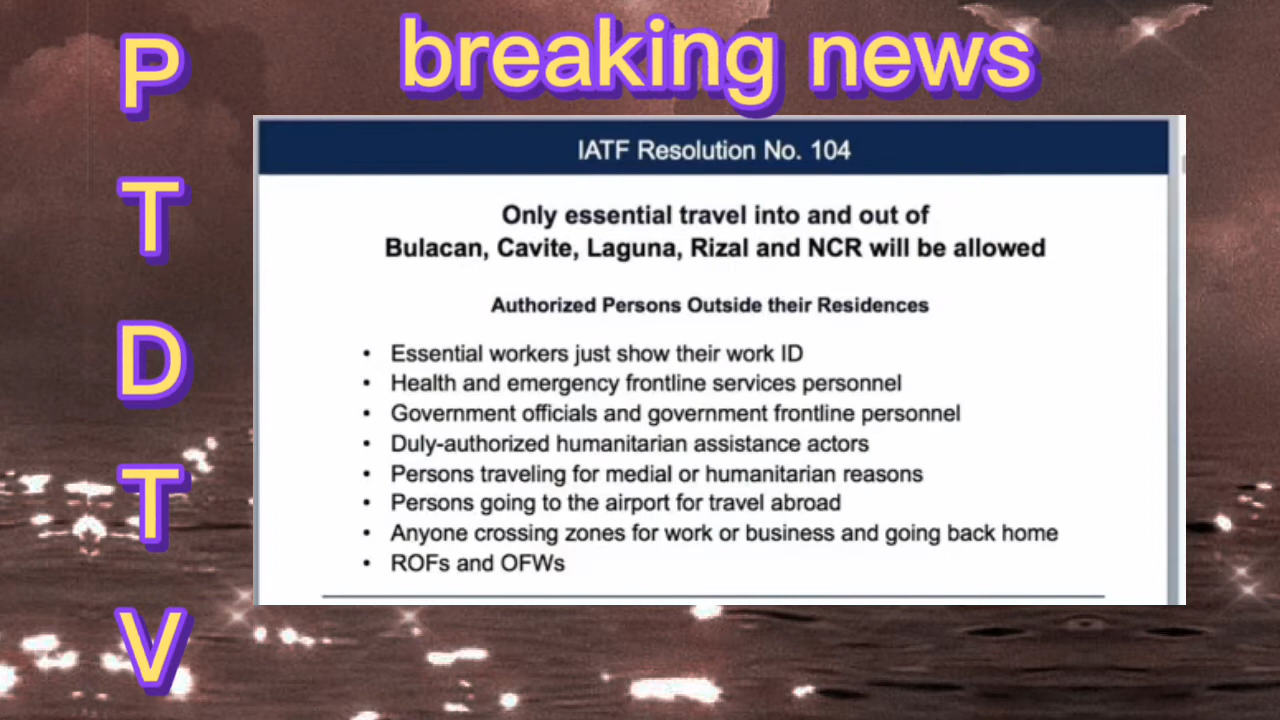 breaking news
P
T
D
T
V
IATF Resolution No. 104
Only essential travel into and out of
Bulacan, Cavite, Laguna, Rizal and NCR will be allowed
Authorized Persons Outside their Residences
• Essential workers just show their work ID
• Health and emergency frontline services personnel
• Government officials and government frontline personnel
• Duly-authorized humanitarian assistance actors
• Persons traveling for medial or humanitarian reasons
• Persons going to the airport for travel abroad
• Anyone crossing zones for work or business and going back home
• ROFs and OFWs